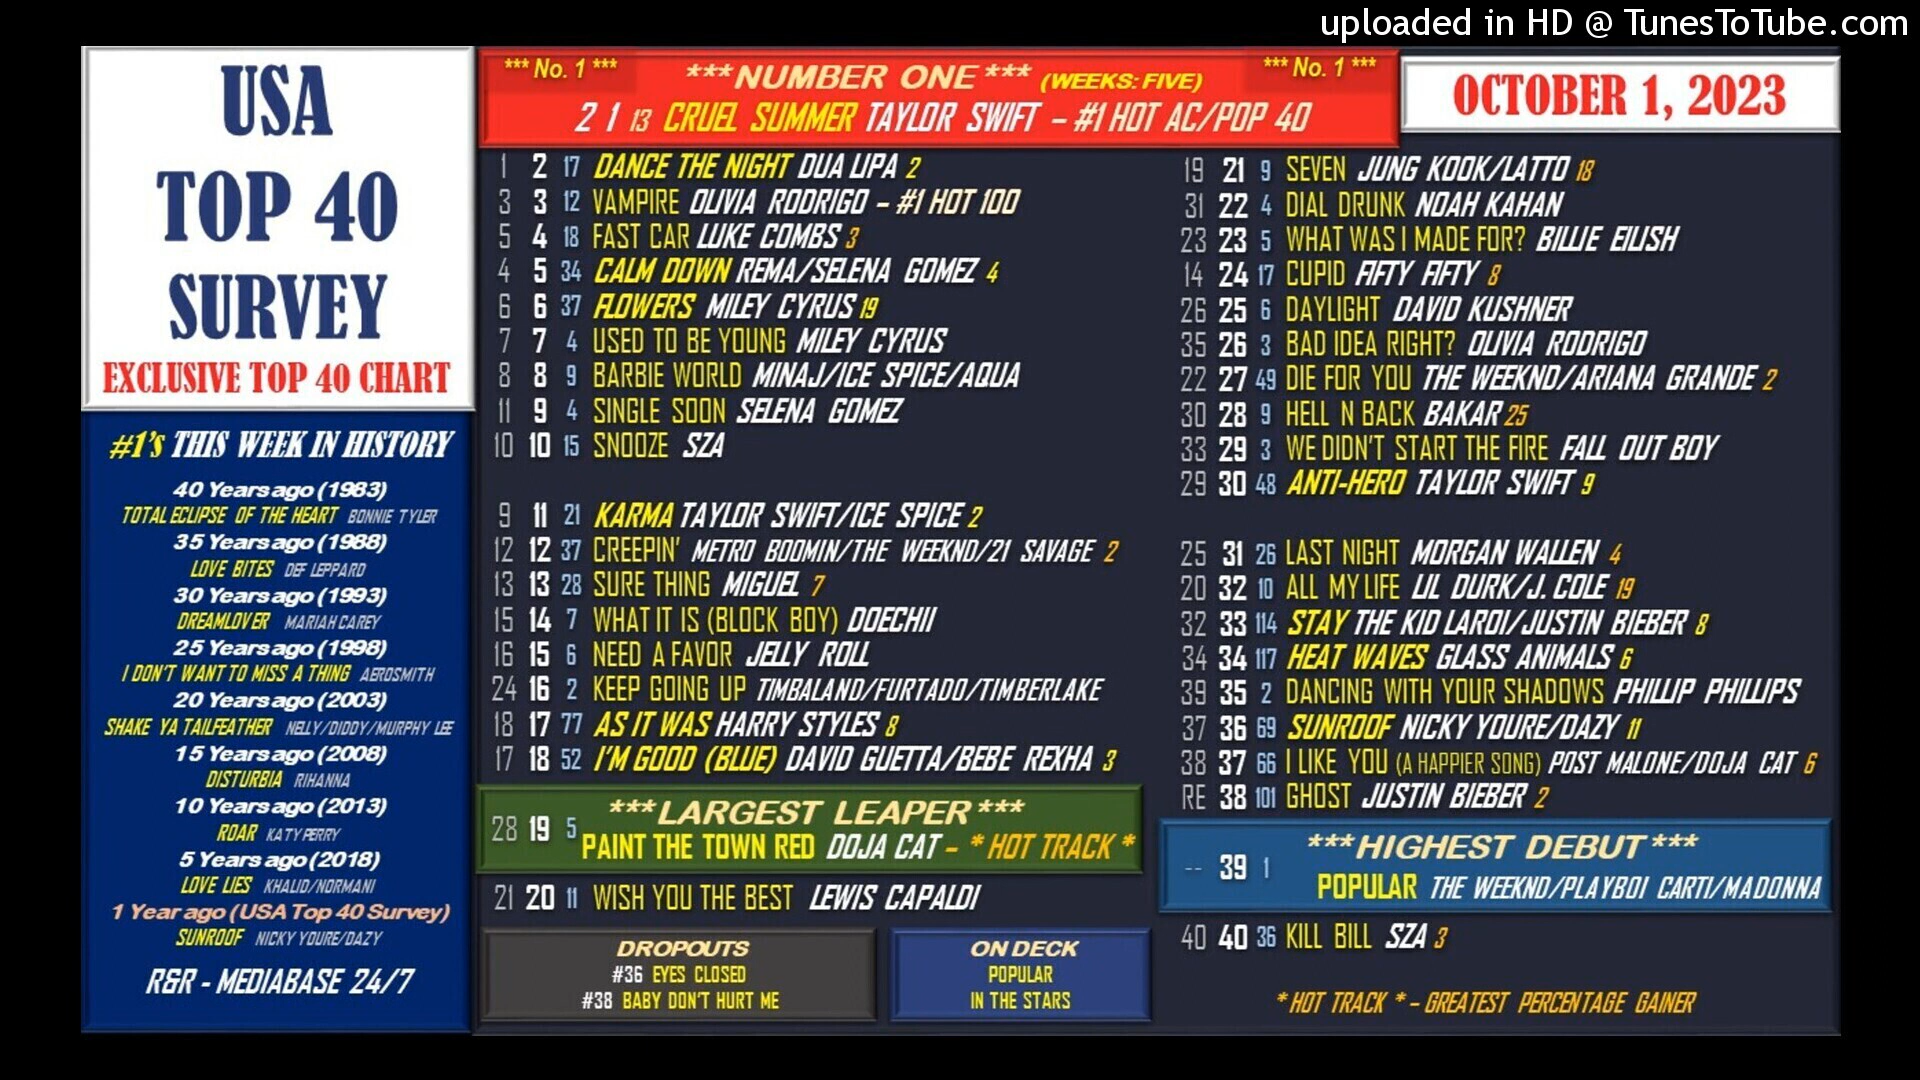 uploaded in HD @ TunesToTube.com
USA
TOP 40
SURVEY
EXCLUSIVE TOP 40 CHART
#1's THIS WEEK IN HISTORY
40 Years ago (1983)
TOTAL ECLIPSE OF THE HEART BONNIE TYLER
35 Years ago (1988)
LOVE BITES DEF LEPPARD
30 Years ago (1993)
DREAMLOVER MARIAH CAREY
25 Years ago (1998)
I DON'T WANT TO MISS A THING AEROSMITH
20 Years ago (2003)
SHAKE YA TAILFEATHER NELLY/DIDDY/MURPHY LEE
15 Years ago (2008)
DISTURBIA RIHANNA
10 Years ago (2013)
ROAR KATY PERRY
5 Years ago (2018)
LOVE LIES KHALID/NORMANI
1 Year ago (USA Top 40 Survey)
SUNROOF NICKY YOURE/DAZY
R&R - MEDIABASE 24/7
*** No. 1 *** ***NUMBER ONE*** (WEEKS: FIVE) *** No. 1 ***
2 1 13 CRUEL SUMMER TAYLOR SWIFT – #1 HOT AC/POP 40
OCTOBER 1, 2023
1 2 17 DANCE THE NIGHT DUA LIPA 2
3 3 12 VAMPIRE OLIVIA RODRIGO – #1 HOT 100
5 4 18 FAST CAR LUKE COMBS 3
4 5 34 CALM DOWN REMA/SELENA GOMEZ 4
6 6 37 FLOWERS MILEY CYRUS 19
7 7 4 USED TO BE YOUNG MILEY CYRUS
8 8 9 BARBIE WORLD MINAJ/ICE SPICE/AQUA
11 9 4 SINGLE SOON SELENA GOMEZ
10 10 15 SNOOZE SZA
9 11 21 KARMA TAYLOR SWIFT/ICE SPICE 2
12 12 37 CREEPIN' METRO BOOMIN/THE WEEKND/21 SAVAGE 2
13 13 28 SURE THING MIGUEL 7
15 14 7 WHAT IT IS (BLOCK BOY) DOECHII
16 15 6 NEED A FAVOR JELLY ROLL
24 16 2 KEEP GOING UP TIMBALAND/FURTADO/TIMBERLAKE
18 17 77 AS IT WAS HARRY STYLES 8
17 18 52 I'M GOOD (BLUE) DAVID GUETTA/BEBE REXHA 3
***LARGEST LEAPER***
28 19 5 PAINT THE TOWN RED DOJA CAT – * HOT TRACK *
21 20 11 WISH YOU THE BEST LEWIS CAPALDI
DROPOUTS
#36 EYES CLOSED
#38 BABY DON'T HURT ME
ON DECK
POPULAR
IN THE STARS
19 21 9 SEVEN JUNG KOOK/LATTO 18
31 22 4 DIAL DRUNK NOAH KAHAN
23 23 5 WHAT WAS I MADE FOR? BILLIE EILISH
14 24 17 CUPID FIFTY FIFTY 8
26 25 6 DAYLIGHT DAVID KUSHNER
35 26 3 BAD IDEA RIGHT? OLIVIA RODRIGO
22 27 49 DIE FOR YOU THE WEEKND/ARIANA GRANDE 2
30 28 9 HELL N BACK BAKAR 25
33 29 3 WE DIDN'T START THE FIRE FALL OUT BOY
29 30 48 ANTI-HERO TAYLOR SWIFT 9
25 31 26 LAST NIGHT MORGAN WALLEN 4
20 32 10 ALL MY LIFE LIL DURK/J. COLE 19
32 33 114 STAY THE KID LAROI/JUSTIN BIEBER 8
34 34 117 HEAT WAVES GLASS ANIMALS 6
39 35 2 DANCING WITH YOUR SHADOWS PHILLIP PHILLIPS
37 36 69 SUNROOF NICKY YOURE/DAZY 11
38 37 66 I LIKE YOU (A HAPPIER SONG) POST MALONE/DOJA CAT 6
RE 38 101 GHOST JUSTIN BIEBER 2
***HIGHEST DEBUT***
-- 39 1 POPULAR THE WEEKND/PLAYBOI CARTI/MADONNA
40 40 36 KILL BILL SZA 3
* HOT TRACK * – GREATEST PERCENTAGE GAINER